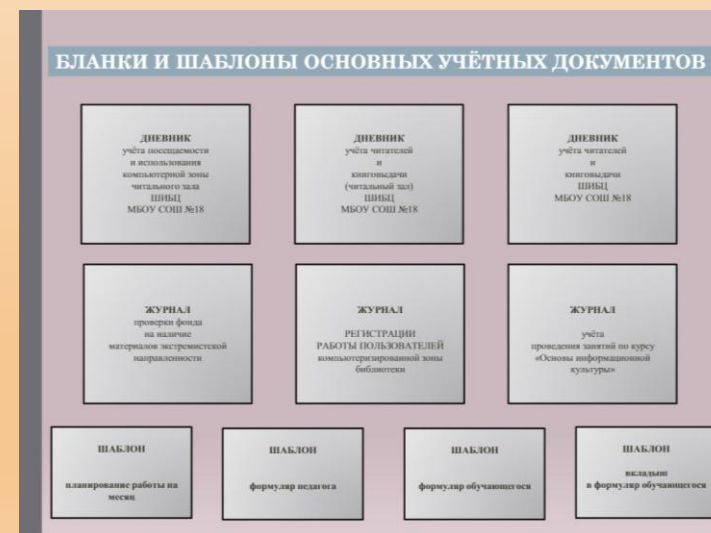 БЛАНКИ И ШАБЛОНЫ ОСНОВНЫХ УЧЁТНЫХ ДОКУМЕНТОВ
ДНЕВНИК
учёта посещаемости
и использования
компьютерной зоны
читального зала
ШИБЦ
МБОУ СОШ №18
ДНЕВНИК
учёта читателей
и
книговыдачи
(читальный зал)
ШИБЦ
МБОУ СОШ №18
ДНЕВНИК
учёта читателей
и
книговыдачи
ШИБЦ
МБОУ СОШ №18
ЖУРНАЛ
проверки фонда
на наличие
материалов экстремистской
направленности
ЖУРНАЛ
РЕГИСТРАЦИИ
РАБОТЫ ПОЛЬЗОВАТЕЛЕЙ
компьютеризированной зоны
библиотеки
ЖУРНАЛ
учёта
проведения занятий по курсу
«Основы информационной
культуры»
ШАБЛОН
планирование работы на
месяц
ШАБЛОН
формуляр педагога
ШАБЛОН
формуляр обучающегося
ШАБЛОН
вкладыш
в формуляр обучающегося